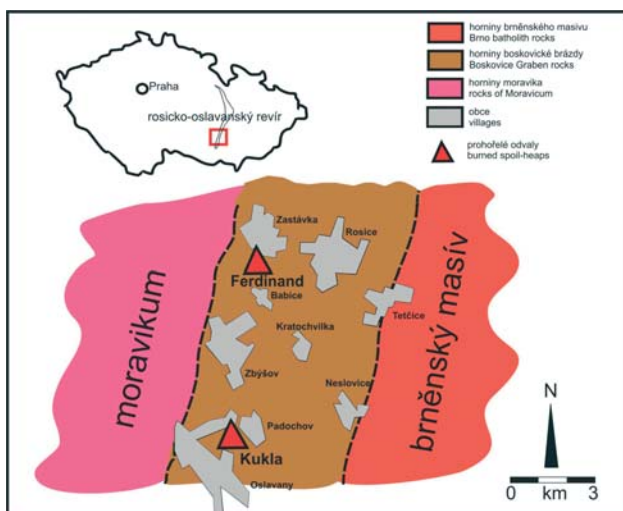 Praha
rosicko-oslavanský revír
horniny brněnského masivu
Brno batholith rocks
horniny boskovické brázdy
Boskovice Graben rocks
horniny moravika
rocks of Moravicum
obce
villages
prohořelé odvaly
burned spoil-heaps
Zastávka
Rosice
Ferdinand
Babice
Tetčice
Kratochvilka
Zbýšov
Neslovice
Padochov
Kukla
Oslavany
moravikum
brněnský masív
N
0 km 3